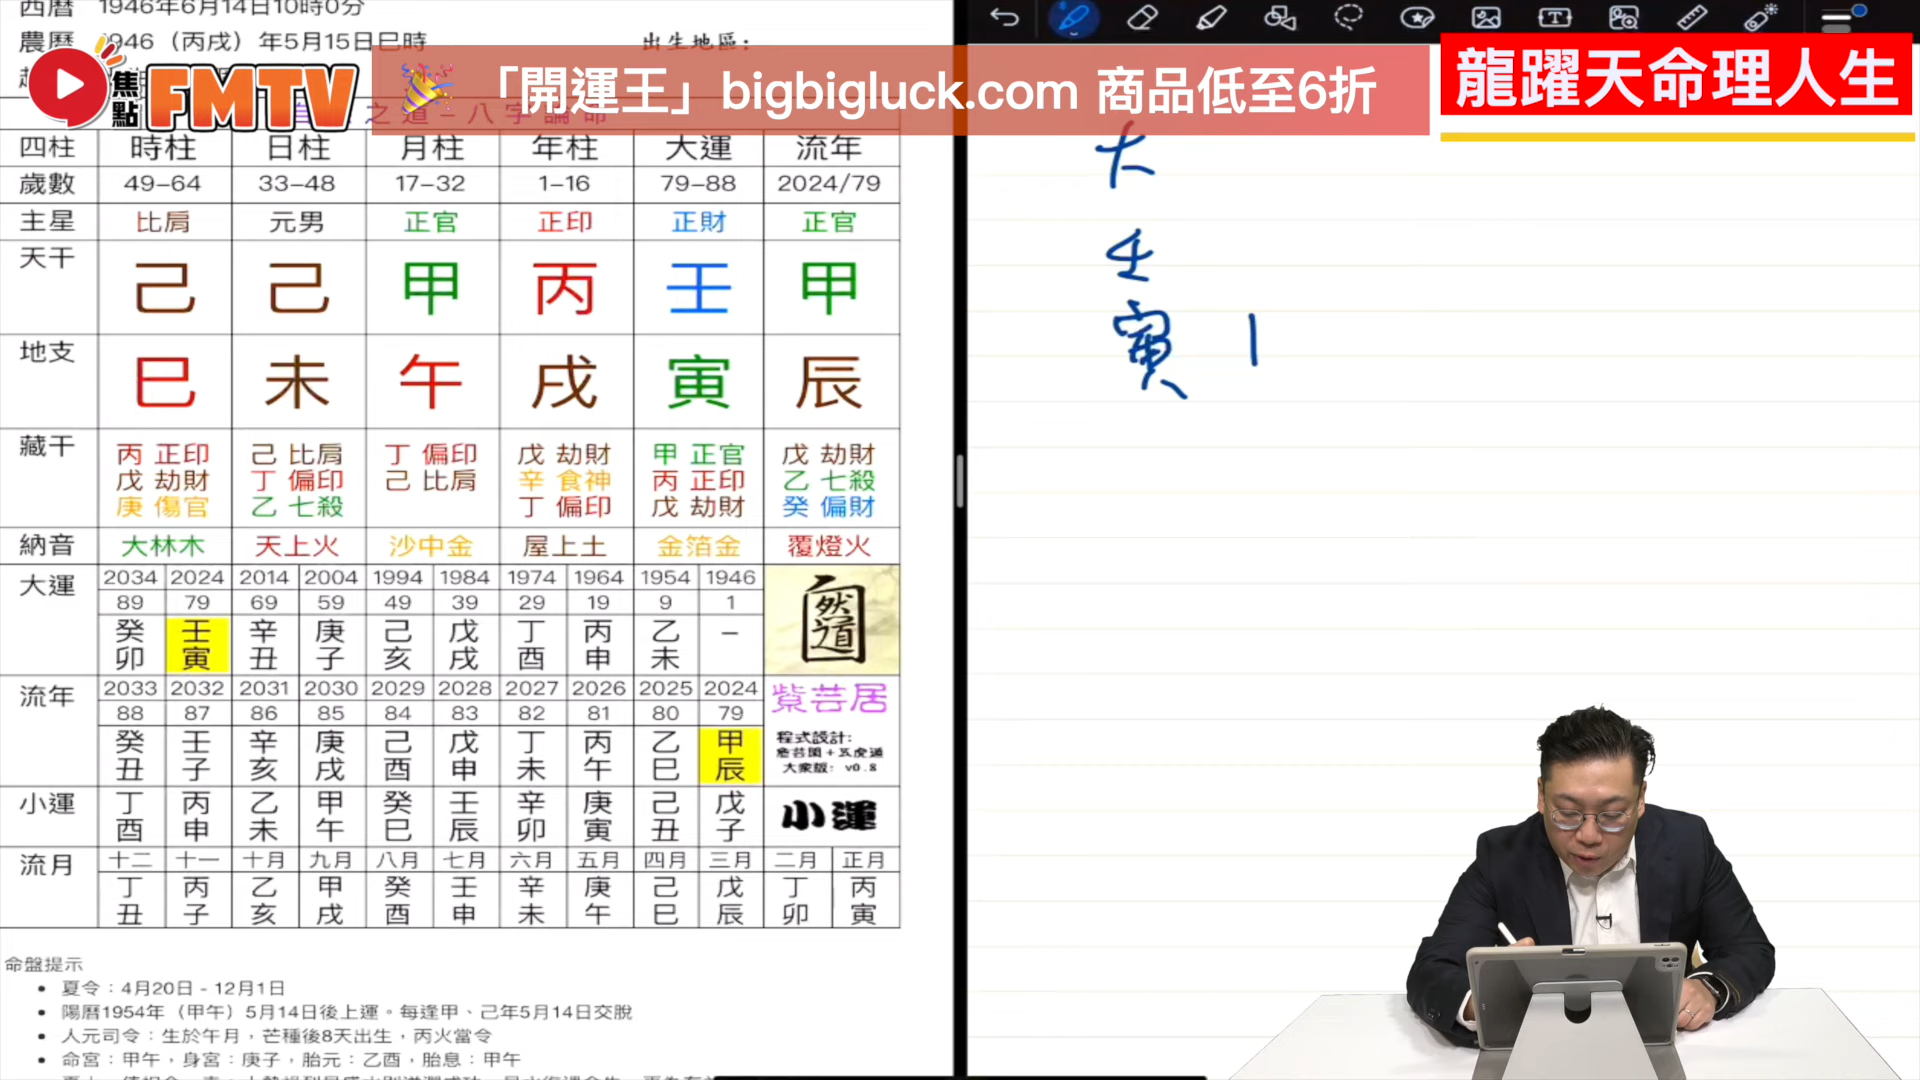 西曆 1946年6月14日10時0分
農曆 1946（丙戌）年5月15日巳時 出生地區：
焦點 FMTV
「開運王」bigbigluck.com 商品低至6折
龍躍天命理人生
之道–八字論命
四柱 時柱 日柱 月柱 年柱 大運 流年
歲數 49–64 33–48 17–32 1–16 79–88 2024/79
主星 比肩 元男 正官 正印 正財 正官
天干 己 己 甲 丙 壬 甲
地支 巳 未 午 戌 寅 辰
藏干 丙 正印 己 比肩 丁 偏印 戊 劫財 甲 正官 戊 劫財
戊 劫財 丁 偏印 己 比肩 辛 食神 丙 正印 乙 七殺
庚 傷官 乙 七殺 丁 偏印 戊 劫財 癸 偏財
納音 大林木 天上火 沙中金 屋上土 金箔金 覆燈火
大運 2034 2024 2014 2004 1994 1984 1974 1964 1954 1946
89 79 69 59 49 39 29 19 9 1
癸 壬 辛 庚 己 戊 丁 丙 乙 –
卯 寅 丑 子 亥 戌 酉 申 未
然
道
流年 2033 2032 2031 2030 2029 2028 2027 2026 2025 2024
88 87 86 85 84 83 82 81 80 79
癸 壬 辛 庚 己 戊 丁 丙 乙 甲
丑 子 亥 戌 酉 申 未 午 巳 辰
紫芸居
程式設計：
大衆版： v0.8
小運 丁 丙 乙 甲 癸 壬 辛 庚 己 戊
酉 申 未 午 巳 辰 卯 寅 丑 子
小運
流月 十二 十一 十月 九月 八月 七月 六月 五月 四月 三月 二月 正月
丁 丙 乙 甲 癸 壬 辛 庚 己 戊 丁 丙
丑 子 亥 戌 酉 申 未 午 巳 辰 卯 寅
命盤提示
• 夏令：4月20日 - 12月1日
• 陽曆1954年（甲午）5月14日後上運。每逢甲、己年5月14日交脫
• 人元司令：生於午月，芒種後8天出生，丙火當令
• 命宮：甲午，身宮：庚子，胎元：乙酉，胎息：甲午
大
壬
寅